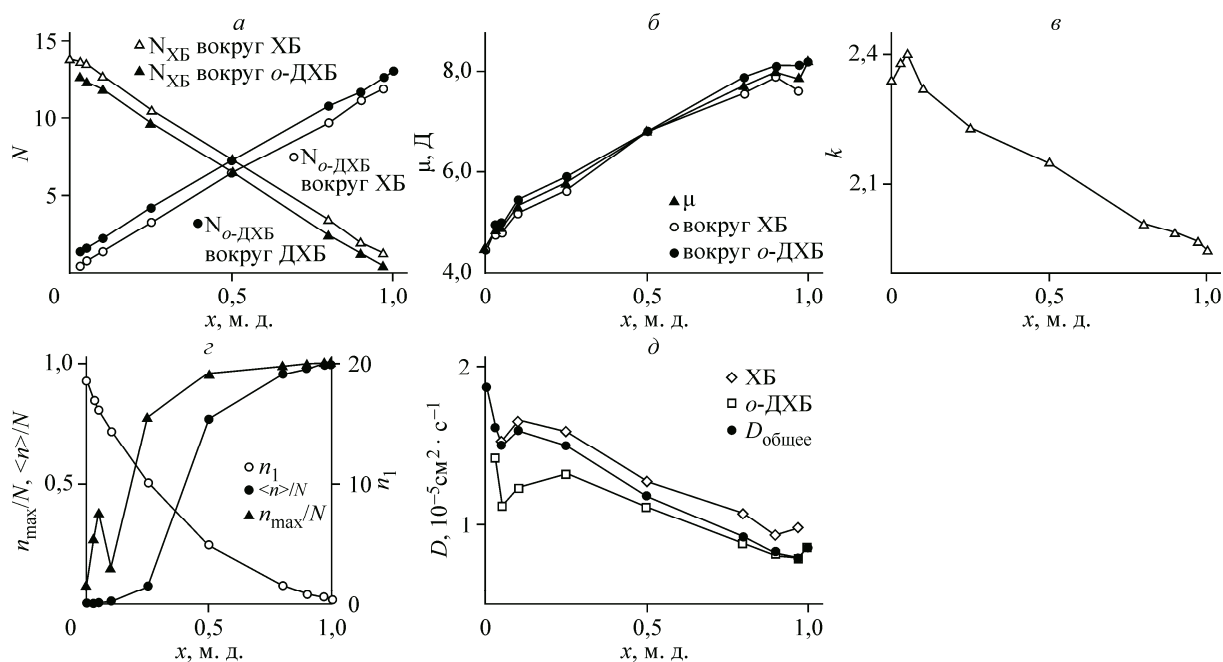 а
15
10
5
N
△ N_ХБ вокруг ХБ
▲ N_ХБ вокруг о-ДХБ
○ N_о-ДХБ
вокруг ХБ
● N_о-ДХБ
вокруг ДХБ
0
0,5
1,0
x, м. д.
б
8,0
6,0
4,0
μ, Д
▲ μ
○ вокруг ХБ
● вокруг о-ДХБ
0
0,5
1,0
x, м. д.
в
2,4
2,1
k
0
0,5
1,0
x, м. д.
г
1,0
0,5
n_max/N, <n>/N
20
10
0
n_1
○ n_1
● <n>/N
▲ n_max/N
0
0,5
1,0
x, м. д.
д
2
1
D, 10^−5 см^2 · с^−1
◇ ХБ
□ о-ДХБ
● D_общее
0
0,5
1,0
x, м. д.